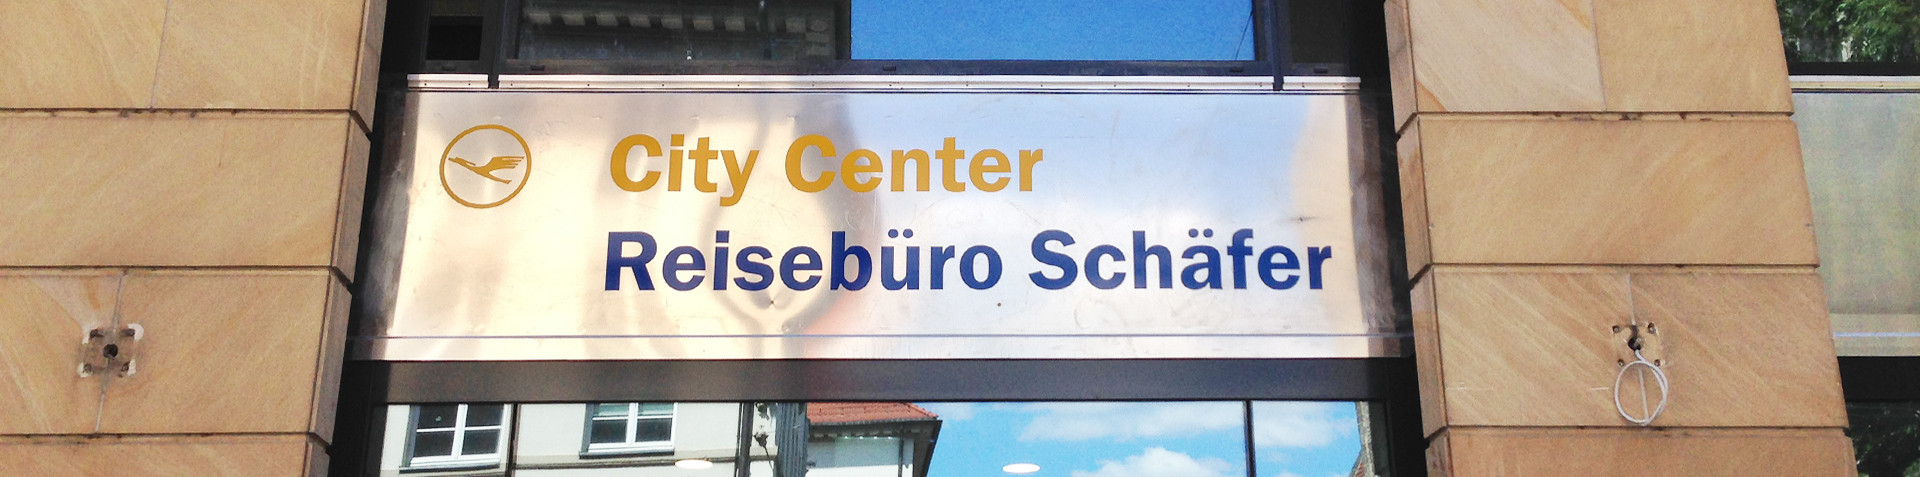 City Center
Reisebüro Schäfer